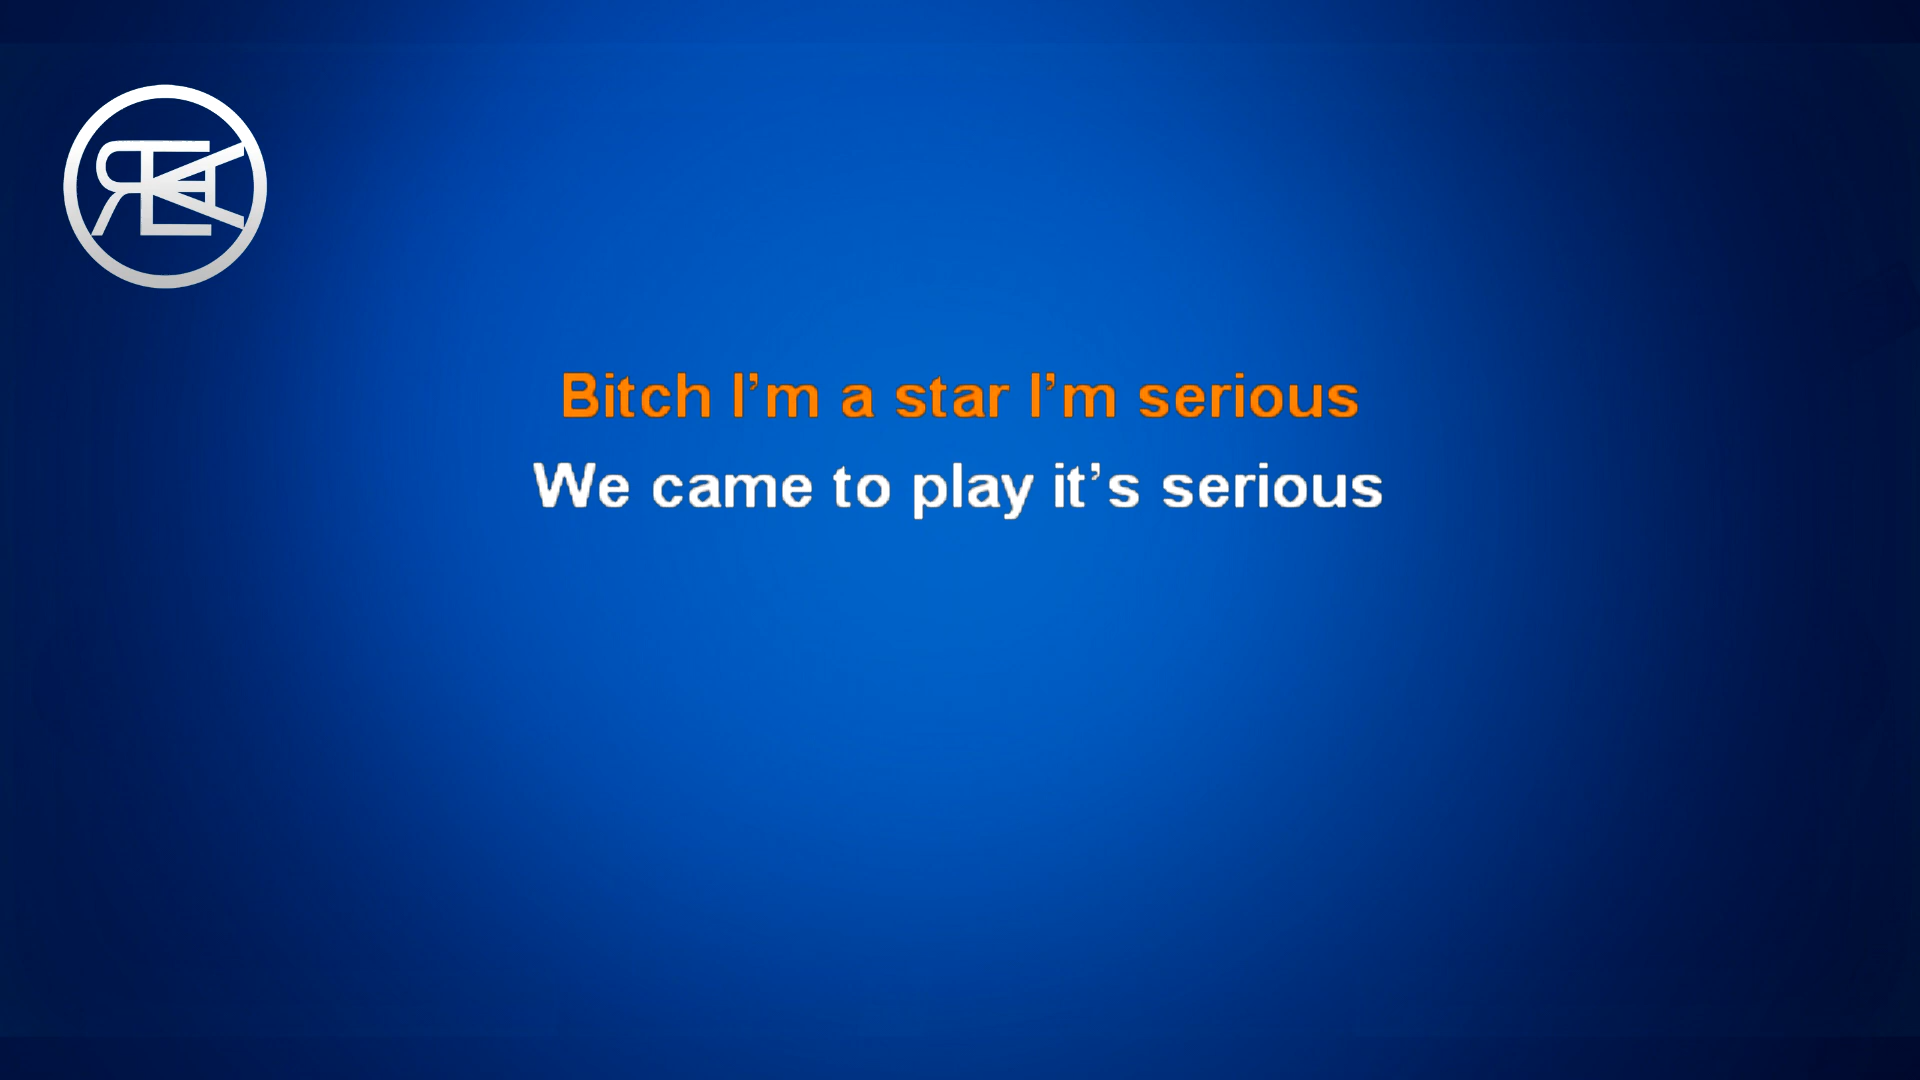 Bitch I’m a star I’m serious
We came to play it’s serious